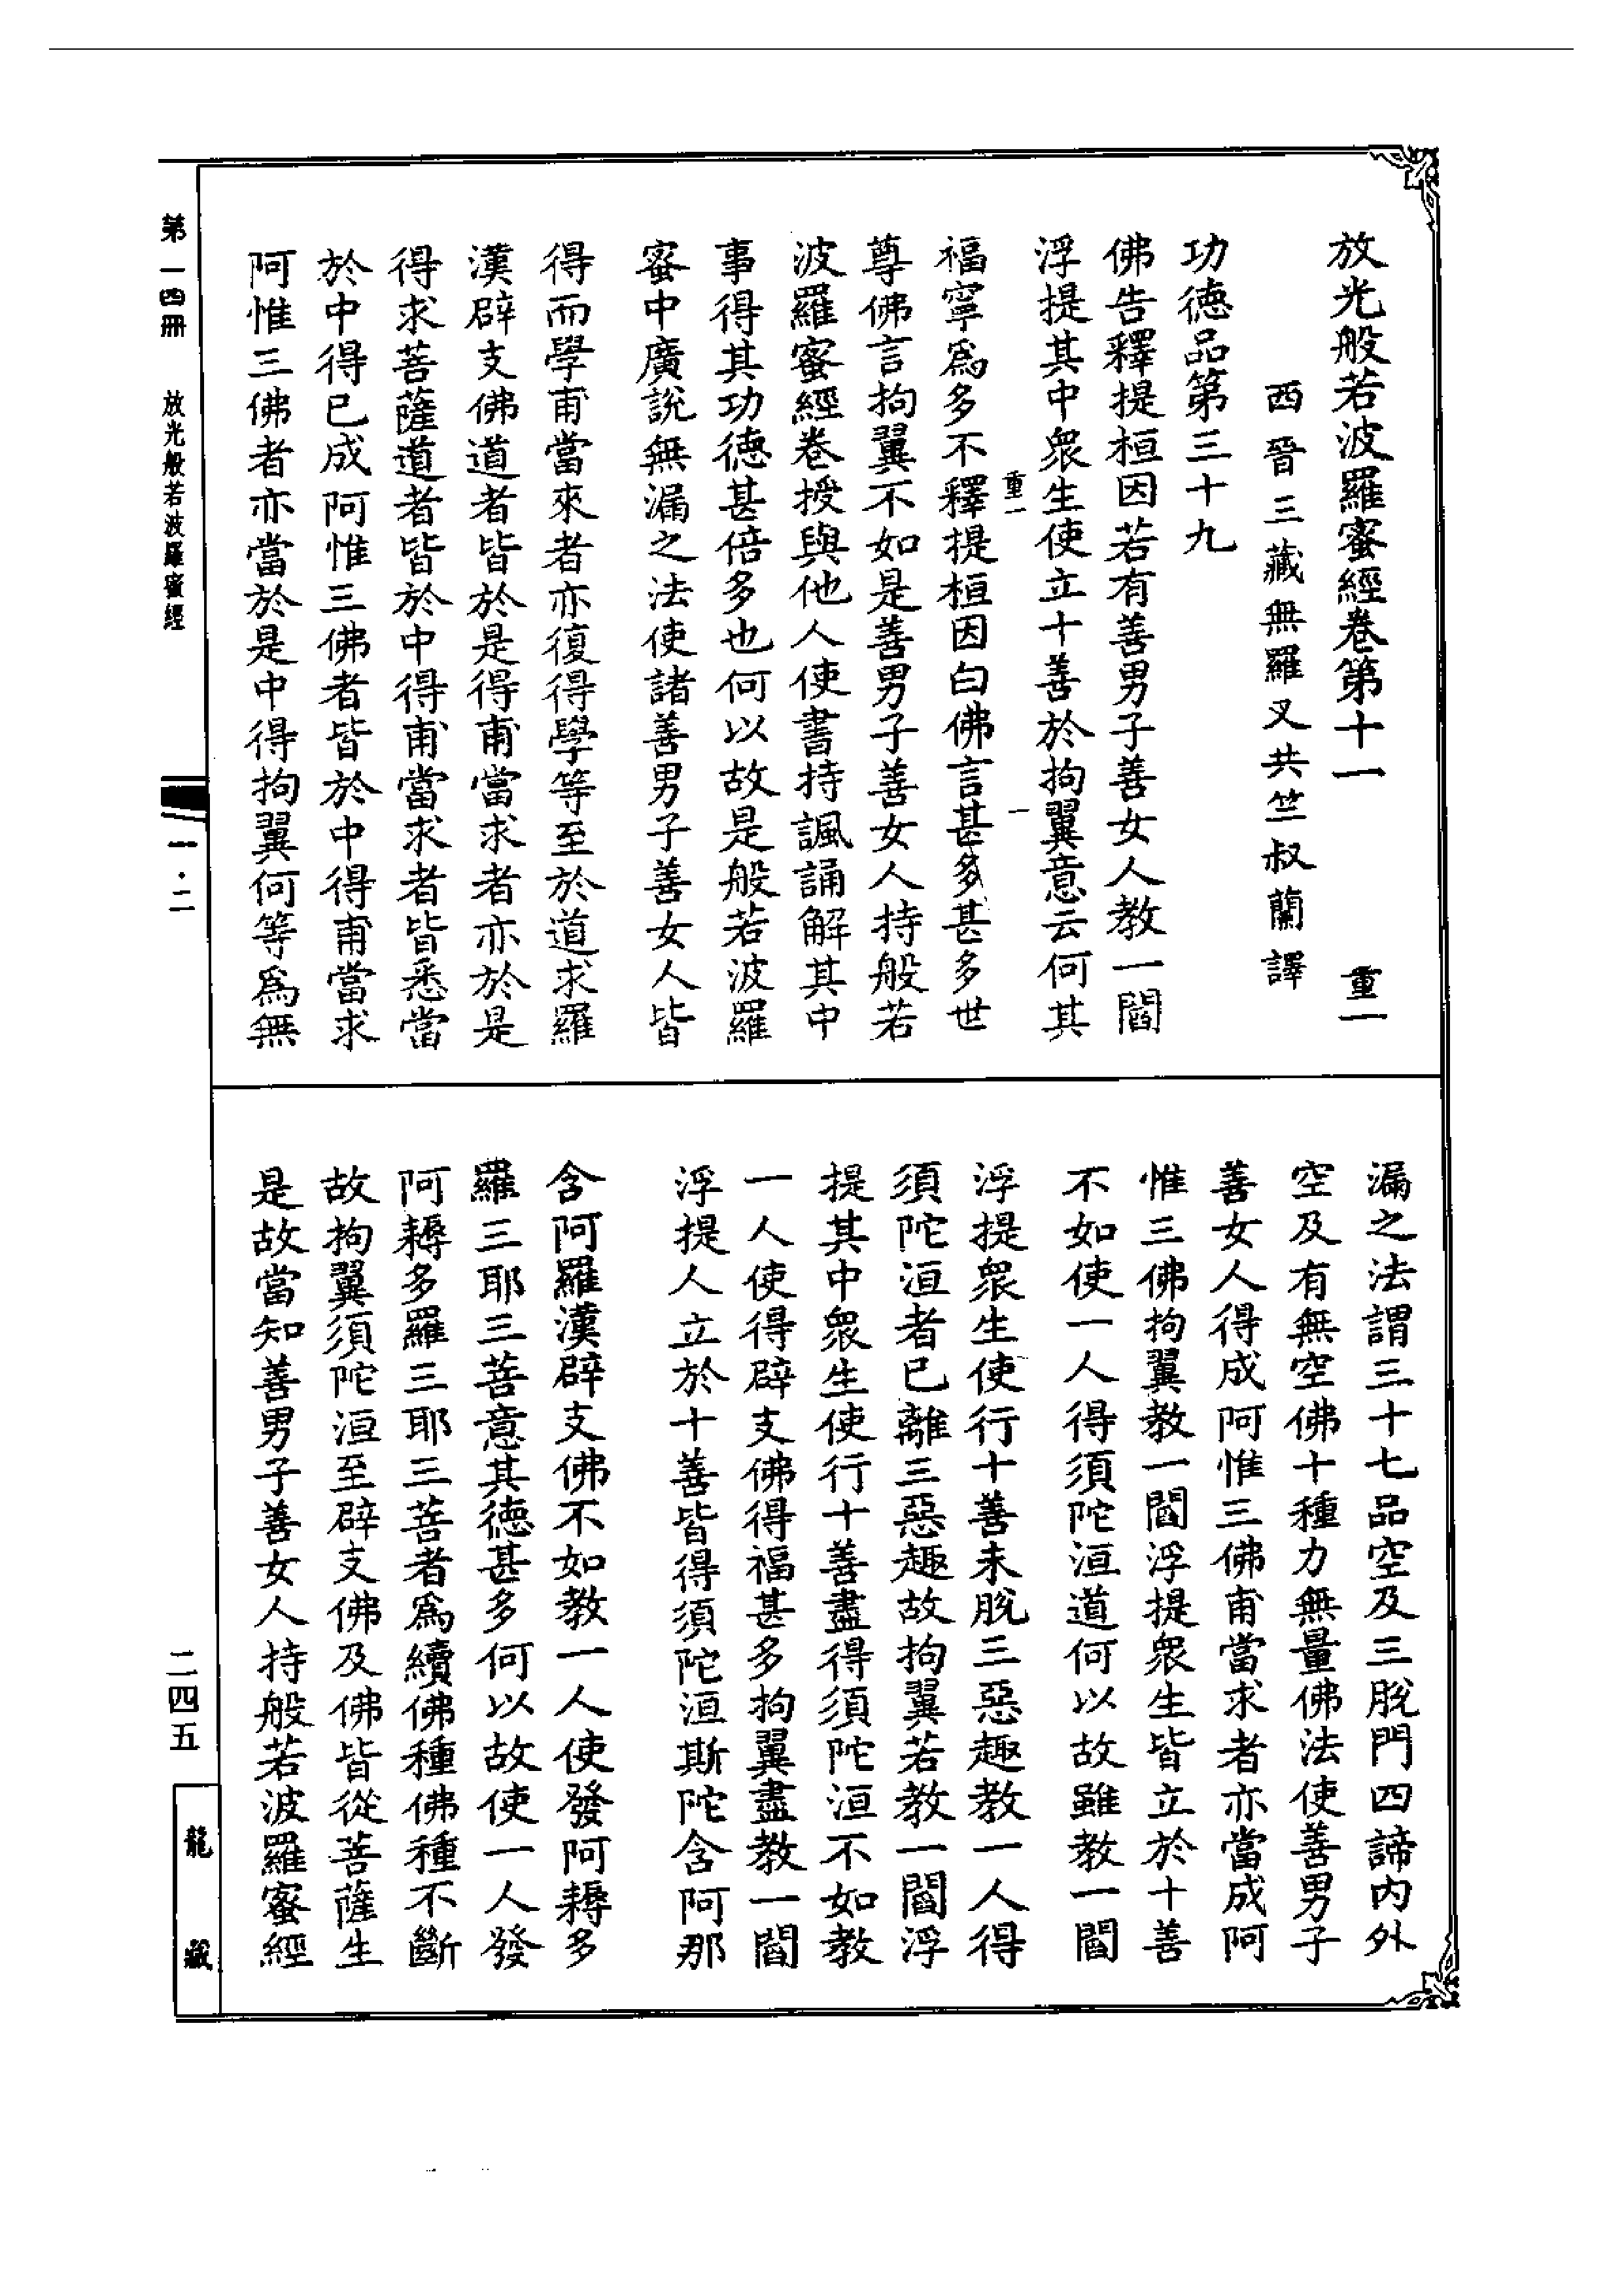 放光般若波羅蜜經卷第十一　重一
西晉三藏無羅叉共竺叔蘭譯
功德品第三十九
佛告釋提桓因若有善男子善女人教一閻
浮提其中眾生使立十善於拘翼意云何其
重一　一
福寧為多不釋提桓因白佛言甚多甚多世
尊佛言拘翼不如是善男子善女人持般若
波羅蜜經卷授與他人使書持諷誦解其中
事得其功德甚倍多也何以故是般若波羅
蜜中廣說無漏之法使諸善男子善女人皆
得而學甫當來者亦復得學等至於道求羅
漢辟支佛道者皆於是得甫當求者亦於是
得求菩薩道者皆於中得甫當求者皆悉當
於中得已成阿惟三佛者皆於中得甫當求
阿惟三佛者亦當於是中得拘翼何等為無
漏之法謂三十七品空及三脫門四諦內外
空及有無空佛十種力無量佛法使善男子
善女人得成阿惟三佛甫當求者亦當成阿
惟三佛拘翼教一閻浮提眾生皆立於十善
不如使一人得須陀洹道何以故雖教一閻
浮提眾生使行十善未脫三惡趣教一人得
須陀洹者已離三惡趣故拘翼若教一閻浮
提其中眾生使行十善盡得須陀洹不如教
一人使得辟支佛得福甚多拘翼盡教一閻
浮提人立於十善皆得須陀洹斯陀含阿那
含阿羅漢辟支佛不如教一人使發阿耨多
羅三耶三菩意其德甚多何以故使一人發
阿耨多羅三耶三菩者為續佛種佛種不斷
故拘翼須陀洹至辟支佛及佛皆從菩薩生
是故當知善男子善女人持般若波羅蜜經
第一四冊　放光般若波羅蜜經
一・二
二四五
龍藏